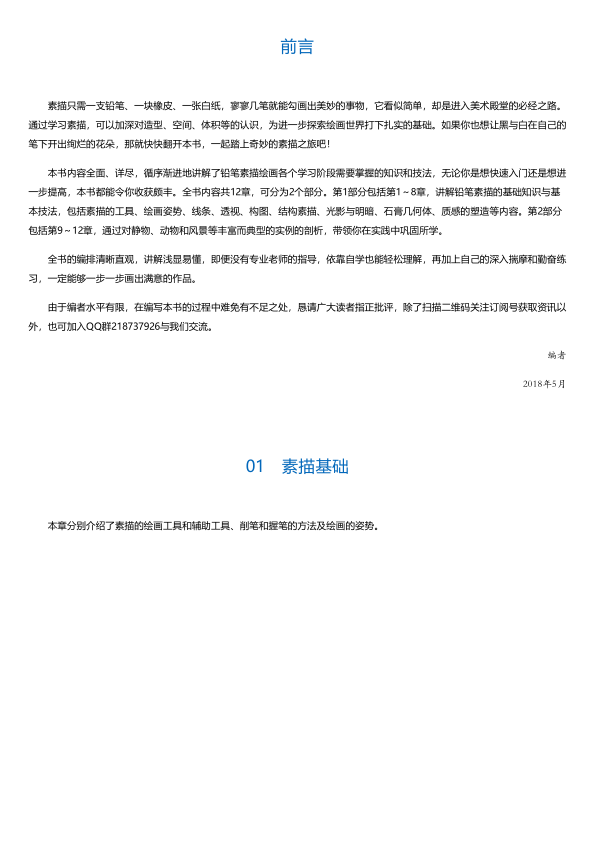 前言
素描只需一支铅笔、一块橡皮、一张白纸，寥寥几笔就能勾画出美妙的事物，它看似简单，却是进入美术殿堂的必经之路。
通过学习素描，可以加深对造型、空间、体积等的认识，为进一步探索绘画世界打下扎实的基础。如果你也想让黑与白在自己的
笔下开出绚烂的花朵，那就快快翻开本书，一起踏上奇妙的素描之旅吧！
本书内容全面、详尽，循序渐进地讲解了铅笔素描绘画各个学习阶段需要掌握的知识和技法，无论你是想快速入门还是想进
一步提高，本书都能令你收获颇丰。全书内容共12章，可分为2个部分。第1部分包括第1～8章，讲解铅笔素描的基础知识与基
本技法，包括素描的工具、绘画姿势、线条、透视、构图、结构素描、光影与明暗、石膏几何体、质感的塑造等内容。第2部分
包括第9～12章，通过对静物、动物和风景等丰富而典型的实例的剖析，带领你在实践中巩固所学。
全书的编排清晰直观，讲解浅显易懂，即便没有专业老师的指导，依靠自学也能轻松理解，再加上自己的深入揣摩和勤奋练
习，一定能够一步一步画出满意的作品。
由于编者水平有限，在编写本书的过程中难免有不足之处，恳请广大读者指正批评，除了扫描二维码关注订阅号获取资讯以
外，也可加入QQ群218737926与我们交流。
编者
2018年5月
01　素描基础
本章分别介绍了素描的绘画工具和辅助工具、削笔和握笔的方法及绘画的姿势。